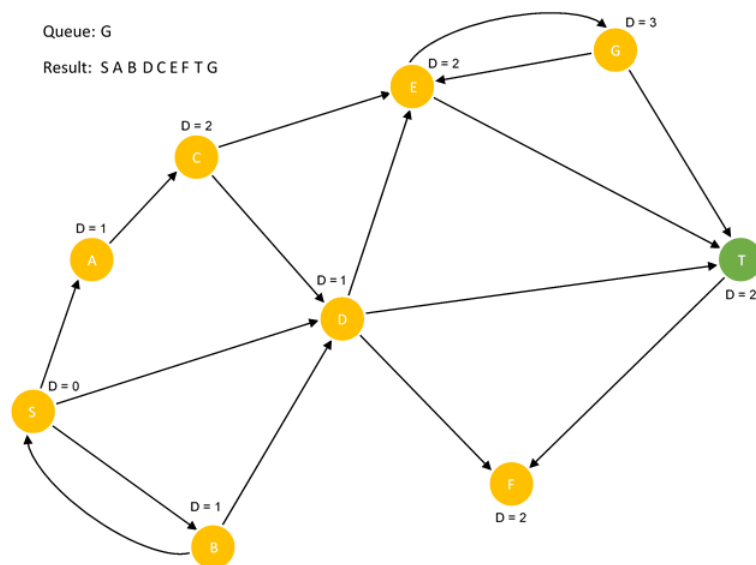 Queue: G
Result: S A B D C E F T G
D = 3
G
D = 2
E
D = 2
C
D = 1
A
D = 1
D
T
D = 2
D = 0
S
D = 1
B
F
D = 2